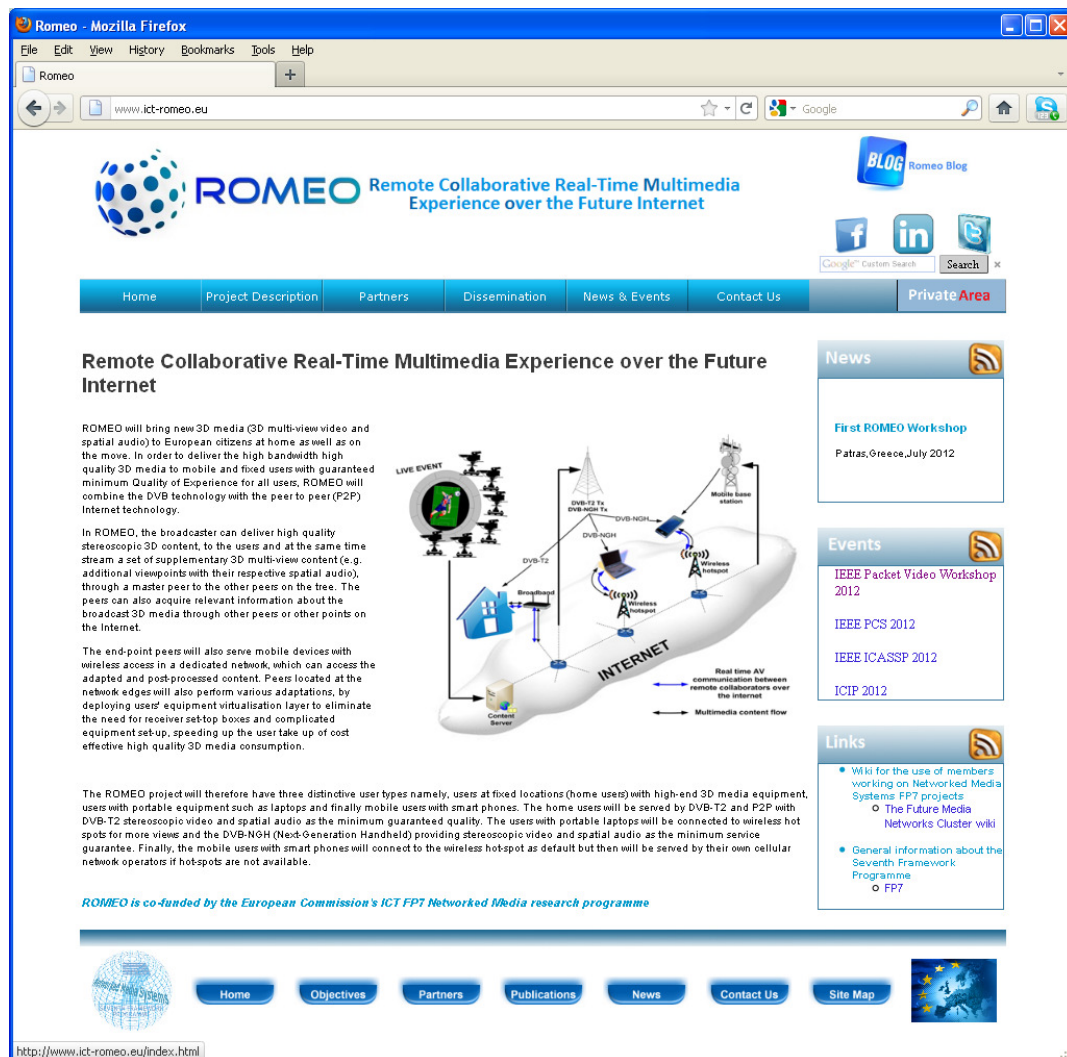 Romeo - Mozilla Firefox
File Edit View History Bookmarks Tools Help
Romeo
www.ict-romeo.eu
Google
BLOG Romeo Blog
ROMEO
Remote Collaborative Real-Time Multimedia
Experience over the Future Internet
Google™ Custom Search Search
Home Project Description Partners Dissemination News & Events Contact Us Private Area
Remote Collaborative Real-Time Multimedia Experience over the Future
Internet
ROMEO will bring new 3D media (3D multi-view video and
spatial audio) to European citizens at home as well as on
the move. In order to deliver the high bandwidth high
quality 3D media to mobile and fixed users with guaranteed
minimum Quality of Experience for all users, ROMEO will
combine the DVB technology with the peer to peer (P2P)
Internet technology.
In ROMEO, the broadcaster can deliver high quality
stereoscopic 3D content, to the users and at the same time
stream a set of supplementary 3D multi-view content (e.g.
additional viewpoints with their respective spatial audio),
through a master peer to the other peers on the tree. The
peers can also acquire relevant information about the
broadcast 3D media through other peers or other points on
the Internet.
The end-point peers will also serve mobile devices with
wireless access in a dedicated network, which can access the
adapted and post-processed content. Peers located at the
network edges will also perform various adaptations, by
deploying users' equipment virtualisation layer to eliminate
the need for receiver set-top boxes and complicated
equipment set-up, speeding up the user take up of cost
effective high quality 3D media consumption.
LIVE EVENT
DVB-T2 Tx
DVB-NGH Tx
Mobile base
station
DVB-NGH
DVB-NGH
DVB-T2
Wireless
hotspot
Broadband
Wireless
hotspot
INTERNET
Content
Server
Real time AV
communication between
remote collaborators over
the internet
Multimedia content flow
The ROMEO project will therefore have three distinctive user types namely, users at fixed locations (home users) with high-end 3D media equipment,
users with portable equipment such as laptops and finally mobile users with smart phones. The home users will be served by DVB-T2 and P2P with
DVB-T2 stereoscopic video and spatial audio as the minimum guaranteed quality. The users with portable laptops will be connected to wireless hot
spots for more views and the DVB-NGH (Next-Generation Handheld) providing stereoscopic video and spatial audio as the minimum service
guarantee. Finally, the mobile users with smart phones will connect to the wireless hot-spot as default but then will be served by their own cellular
network operators if hot-spots are not available.
ROMEO is co-funded by the European Commission's ICT FP7 Networked Media research programme
News
First ROMEO Workshop
Patras,Greece,July 2012
Events
IEEE Packet Video Workshop
2012
IEEE PCS 2012
IEEE ICASSP 2012
ICIP 2012
Links
Wiki for the use of members
working on Networked Media
Systems FP7 projects
The Future Media
Networks Cluster wiki
General information about the
Seventh Framework
Programme
FP7
Home Objectives Partners Publications News Contact Us Site Map
http://www.ict-romeo.eu/index.html